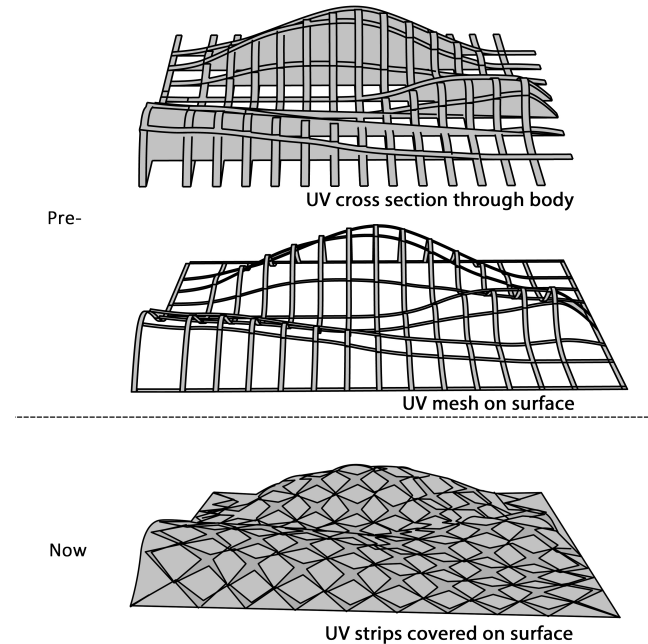 UV cross section through body
Pre-
UV mesh on surface
Now
UV strips covered on surface